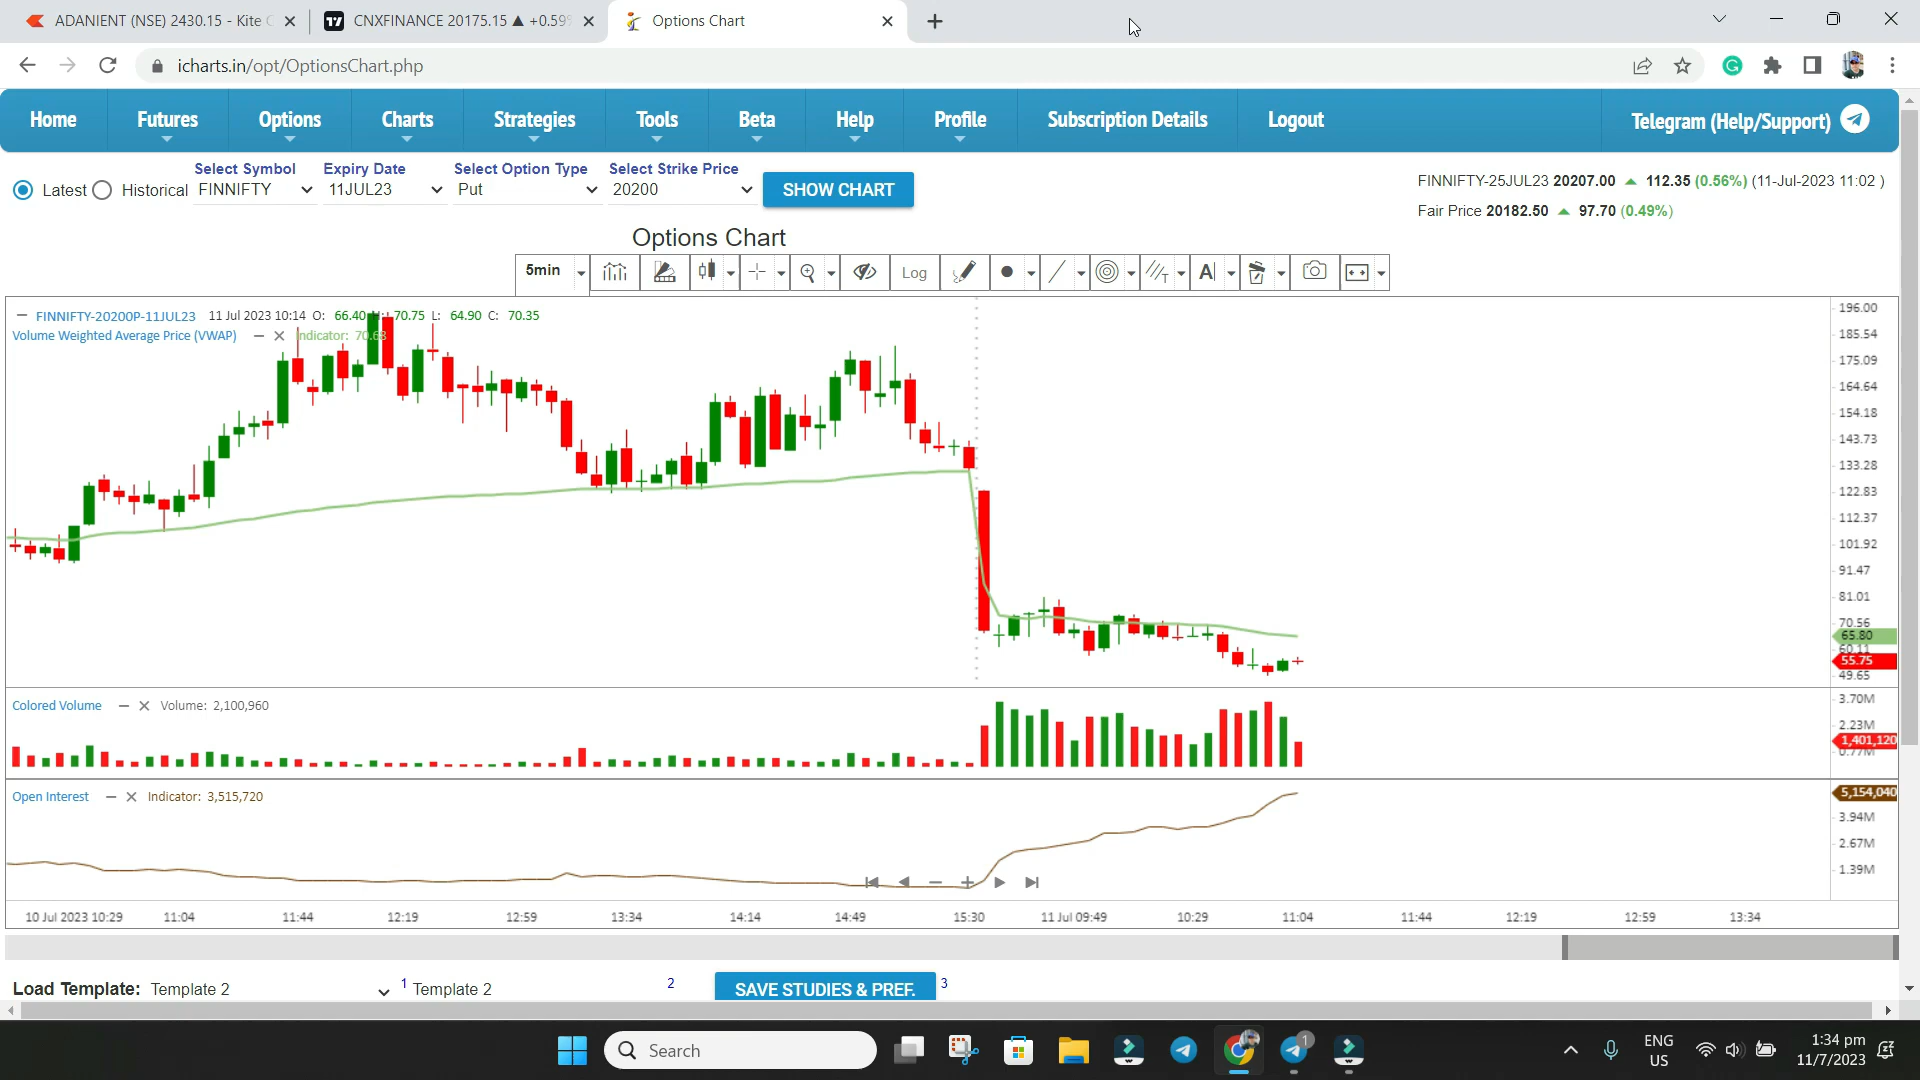 ADANIENT (NSE) 2430.15 - Kite C
CNXFINANCE 20175.15 ▲ +0.59%
Options Chart
icharts.in/opt/OptionsChart.php
Home
Futures
Options
Charts
Strategies
Tools
Beta
Help
Profile
Subscription Details
Logout
Telegram (Help/Support)
Select Symbol
Expiry Date
Select Option Type
Select Strike Price
Latest
Historical
FINNIFTY
11JUL23
Put
20200
SHOW CHART
FINNIFTY-25JUL23 20207.00 ▲ 112.35 (0.56%) (11-Jul-2023 11:02 )
Fair Price 20182.50 ▲ 97.70 (0.49%)
Options Chart
5min
Log
T
A
FINNIFTY-20200P-11JUL23 11 Jul 2023 10:14 O: 66.40 H: 70.75 L: 64.90 C: 70.35
Volume Weighted Average Price (VWAP) Indicator: 70.63
196.00
185.54
175.09
164.64
154.18
143.73
133.28
122.83
112.37
101.92
91.47
81.01
70.56
65.80
60.11
55.75
49.65
Colored Volume Volume: 2,100,960
3.70M
2.23M
1,401,120
0.77M
Open Interest Indicator: 3,515,720
5,154,040
3.94M
2.67M
1.39M
10 Jul 2023 10:29 11:04 11:44 12:19 12:59 13:34 14:14 14:49 15:30 11 Jul 09:49 10:29 11:04 11:44 12:19 12:59 13:34
Load Template: Template 2
1 Template 2
2
SAVE STUDIES & PREF.
3
Search
1
ENG
US
1:34 pm
11/7/2023